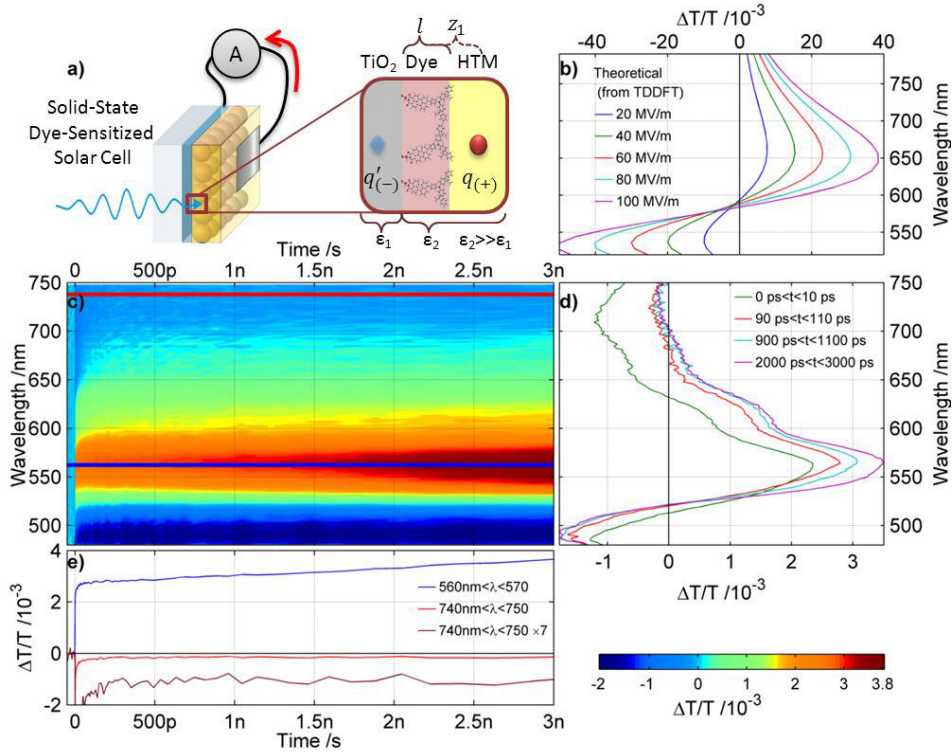 a)
A
Solid-State
Dye-Sensitized
Solar Cell
l z₁
TiO₂ Dye HTM
q′(−) q(+)
ε₁ ε₂ ε₂>>ε₁
ΔT/T /10⁻³
-40 -20 0 20 40
b)
Theoretical
(from TDDFT)
20 MV/m
40 MV/m
60 MV/m
80 MV/m
100 MV/m
750
700
650
600
550
Wavelength /nm
Time /s
0 500p 1n 1.5n 2n 2.5n 3n
c)
Wavelength /nm
750
700
650
600
550
500
d)
0 ps<t<10 ps
90 ps<t<110 ps
900 ps<t<1100 ps
2000 ps<t<3000 ps
750
700
650
600
550
500
Wavelength /nm
-1 0 1 2 3
ΔT/T /10⁻³
e)
ΔT/T /10⁻³
4
2
0
-2
560nm<λ<570
740nm<λ<750
740nm<λ<750 ×7
500p 1n 1.5n 2n 2.5n 3n
Time /s
-2 -1 0 1 2 3 3.8
ΔT/T /10⁻³